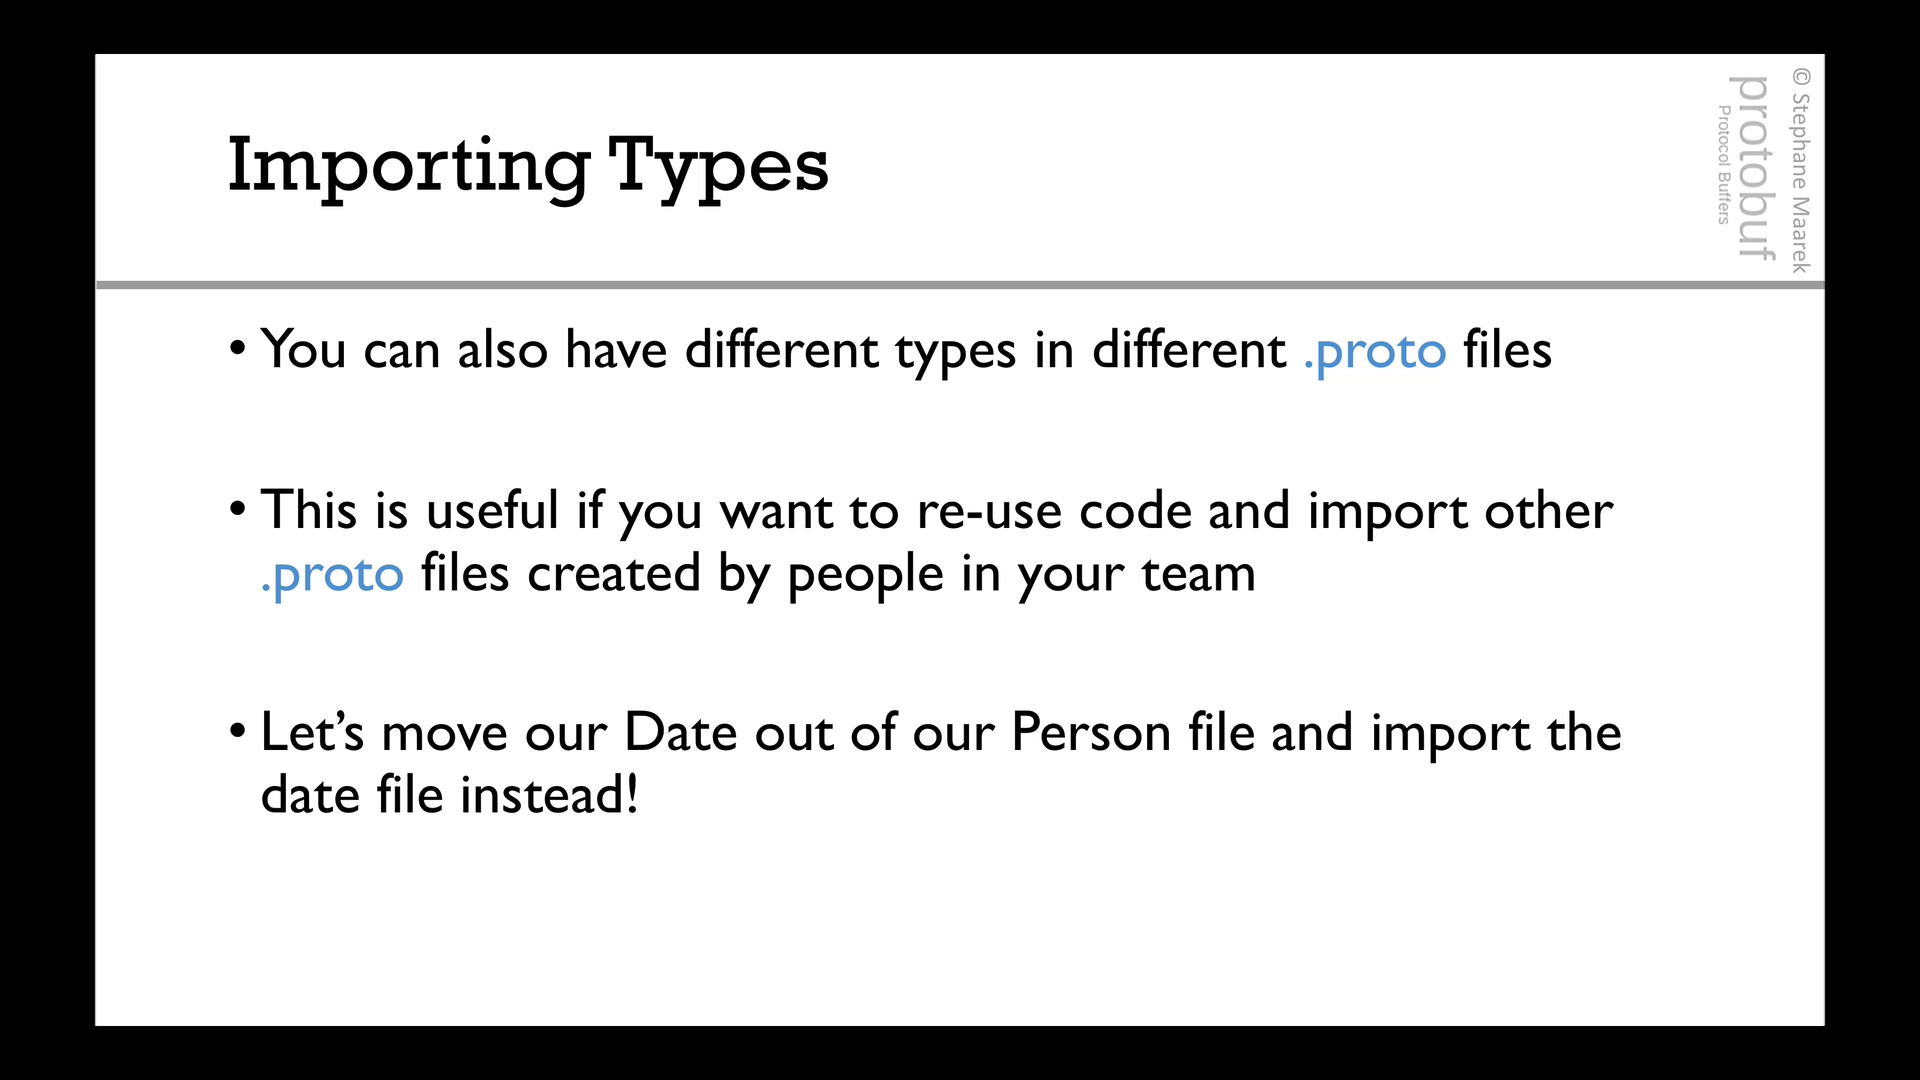 Importing Types
© Stephane Maarek
protobuf
Protocol Buffers
• You can also have different types in different .proto files
• This is useful if you want to re-use code and import other
.proto files created by people in your team
• Let’s move our Date out of our Person file and import the
date file instead!